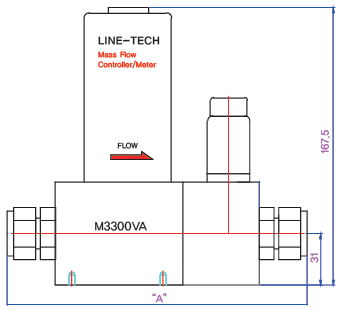 LINE-TECH
Mass Flow
Controller/Meter
FLOW
167,5
M3300VA
31
"A"